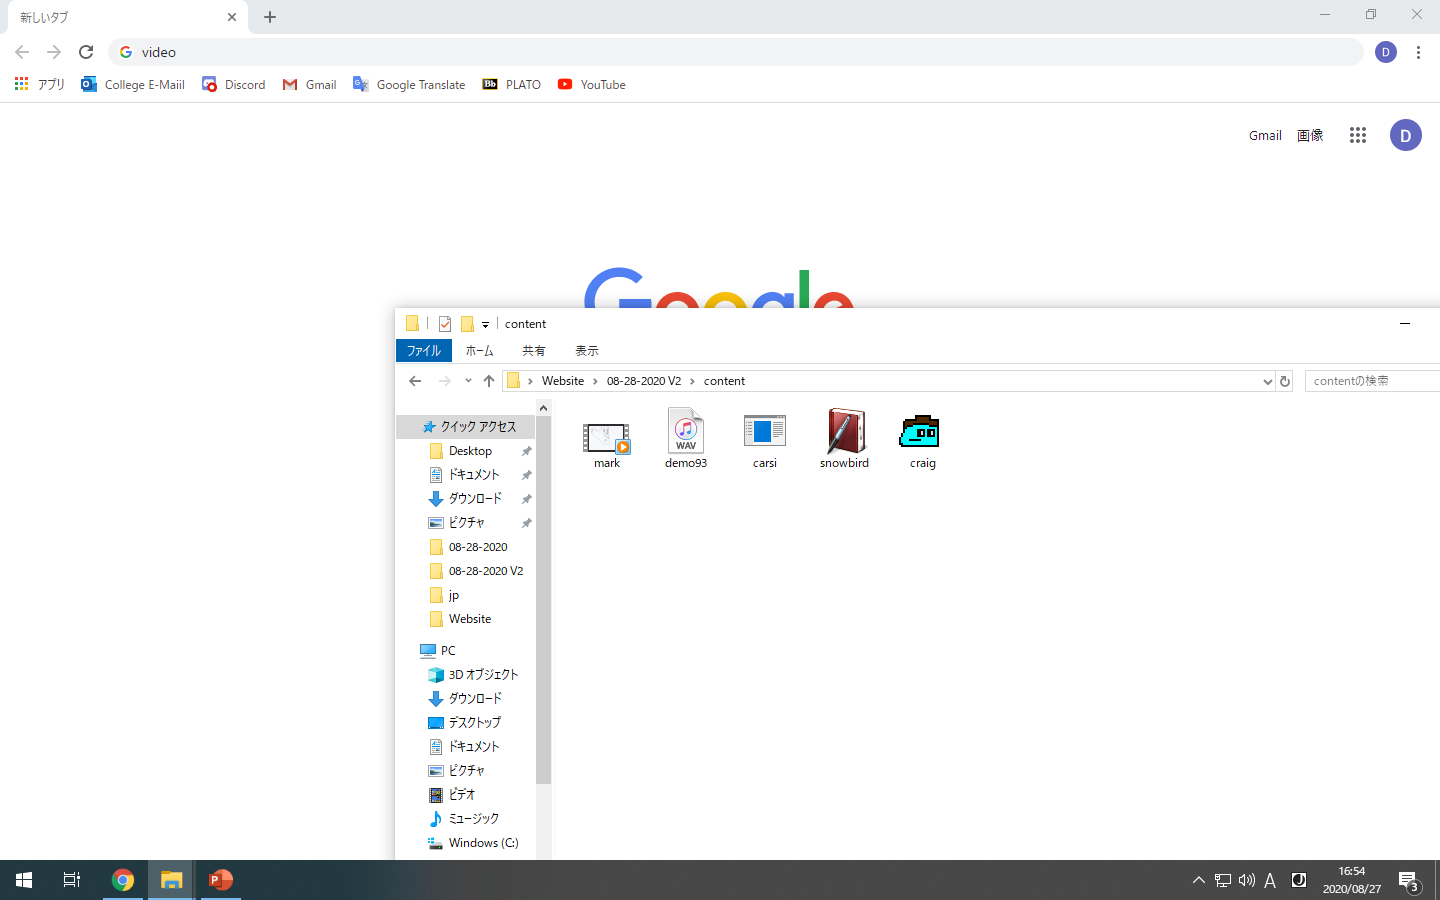 新しいタブ
video
D
アプリ
College E-Maiil
Discord
Gmail
Google Translate
Bb
PLATO
YouTube
Gmail
画像
D
Google
content
ファイル
ホーム
共有
表示
Website
08-28-2020 V2
content
contentの検索
クイック アクセス
Desktop
ドキュメント
ダウンロード
ピクチャ
08-28-2020
08-28-2020 V2
jp
Website
PC
3D オブジェクト
ダウンロード
デスクトップ
ドキュメント
ピクチャ
ビデオ
ミュージック
Windows (C:)
WAV
mark
demo93
carsi
snowbird
craig
P
A
J
16:54
2020/08/27
3